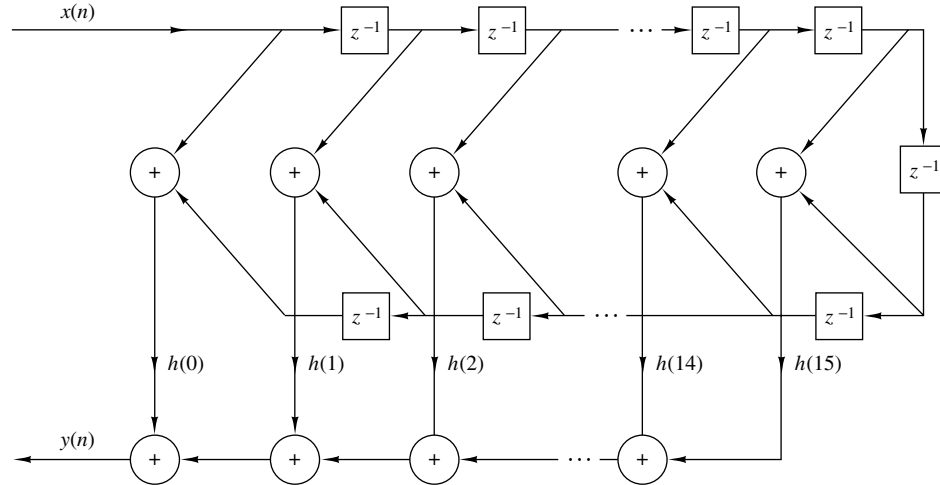 x(n)
z⁻¹ z⁻¹ ··· z⁻¹ z⁻¹
+ + + + + z⁻¹
z⁻¹ z⁻¹ ··· z⁻¹
h(0) h(1) h(2) h(14) h(15)
y(n) + + + ··· +